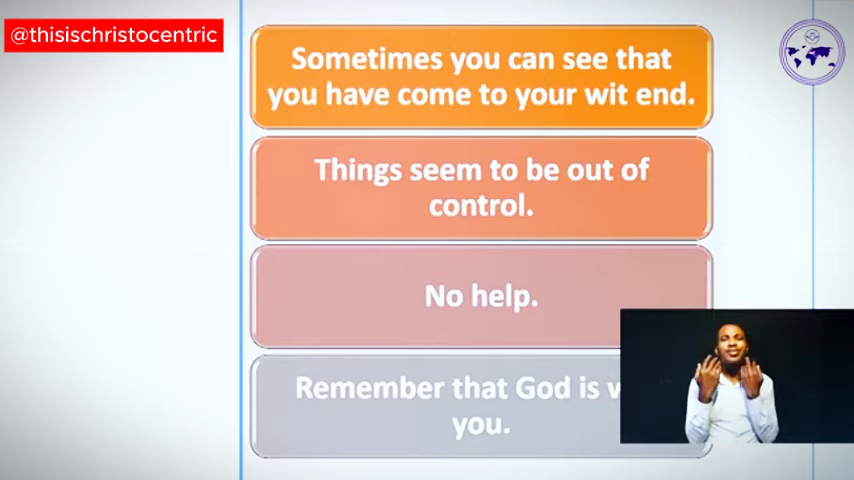 @thisischristocentric
Sometimes you can see that
you have come to your wit end.
Things seem to be out of
control.
No help.
Remember that God is
you.